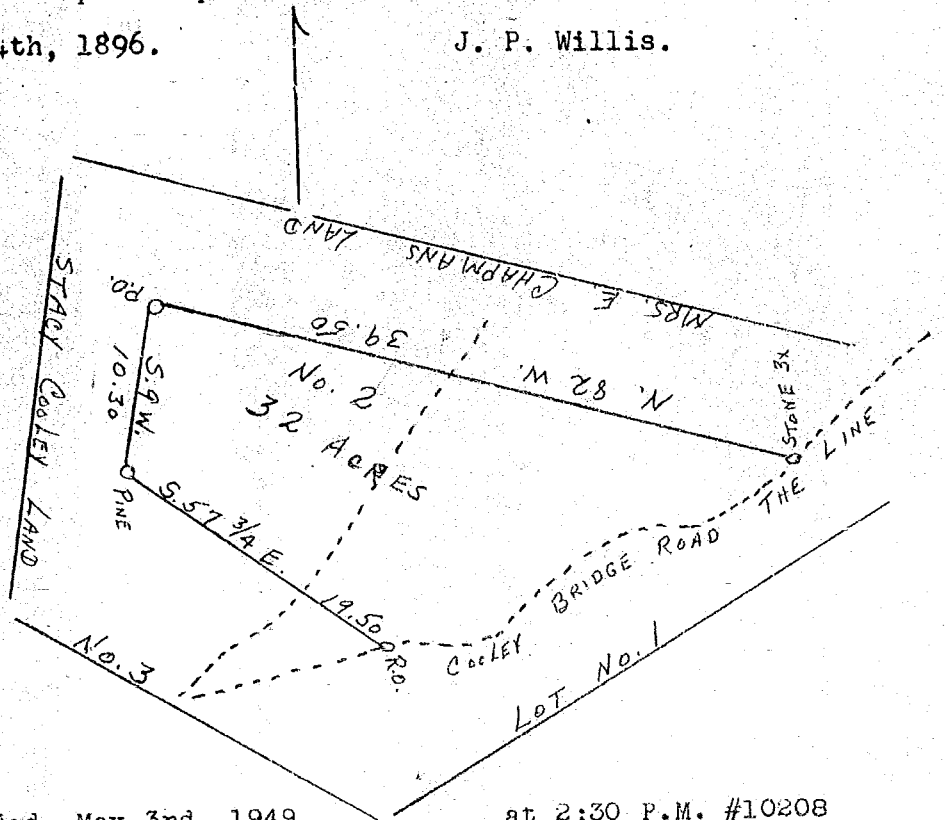 4th, 1896.
J. P. Willis.
MRS. E. CHAPMANS LAND
STACY COOLEY LAND
P.O.
39.50
N. 82 W.
STONE 3x
S. 9 W.
10.30
No. 2
32 ACRES
PINE
S. 57 3/4 E.
19.50
R.O.
COOLEY BRIDGE ROAD THE LINE
No. 3
LOT No. 1
May 3rd, 1949
at 2:30 P.M. #10208